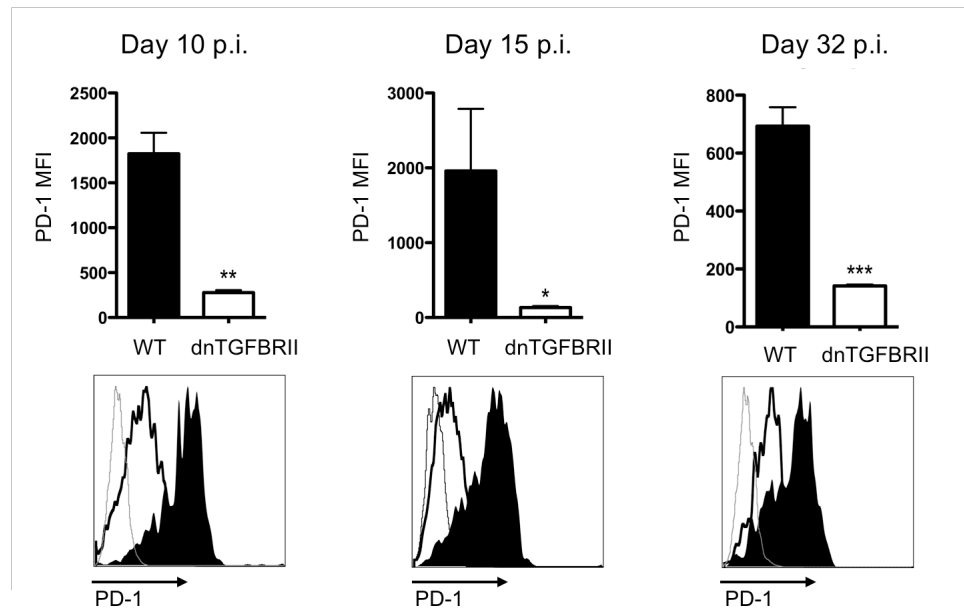 Day 10 p.i.
Day 15 p.i.
Day 32 p.i.
PD-1 MFI
2500
2000
1500
1000
500
0
**
WT
dnTGFBRII
PD-1 MFI
3000
2000
1000
0
*
WT
dnTGFBRII
PD-1 MFI
800
600
400
200
0
***
WT
dnTGFBRII
PD-1
PD-1
PD-1